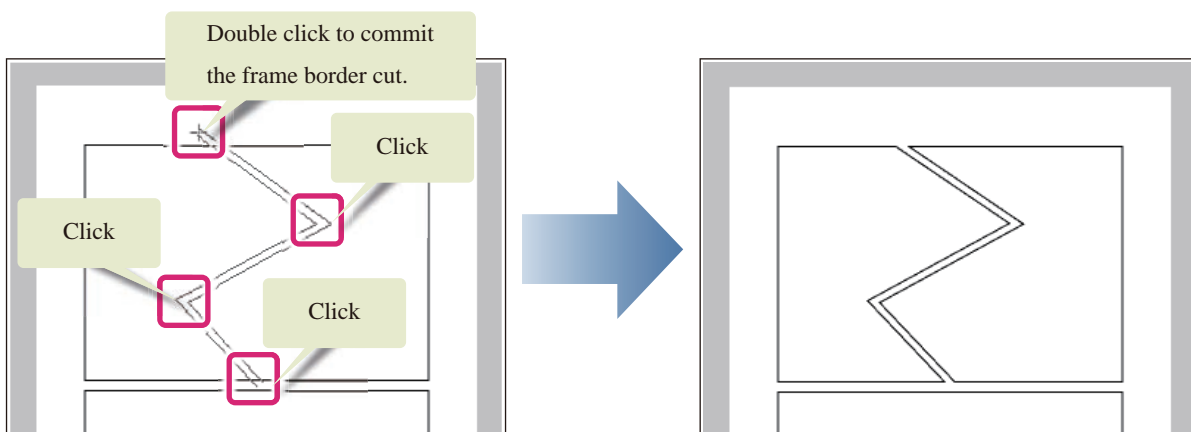 Double click to commit
the frame border cut.
Click
Click
Click